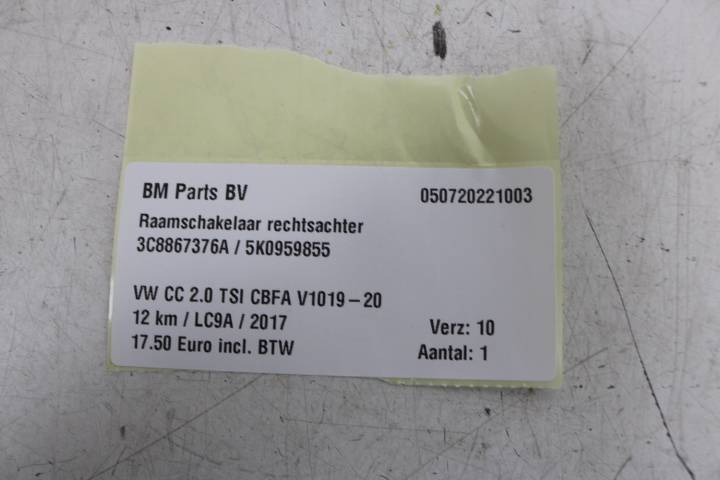 BM Parts BV 050720221003
Raamschakelaar rechtsachter
3C8867376A / 5K0959855
VW CC 2.0 TSI CBFA V1019-20
12 km / LC9A / 2017 Verz: 10
17.50 Euro incl. BTW Aantal: 1